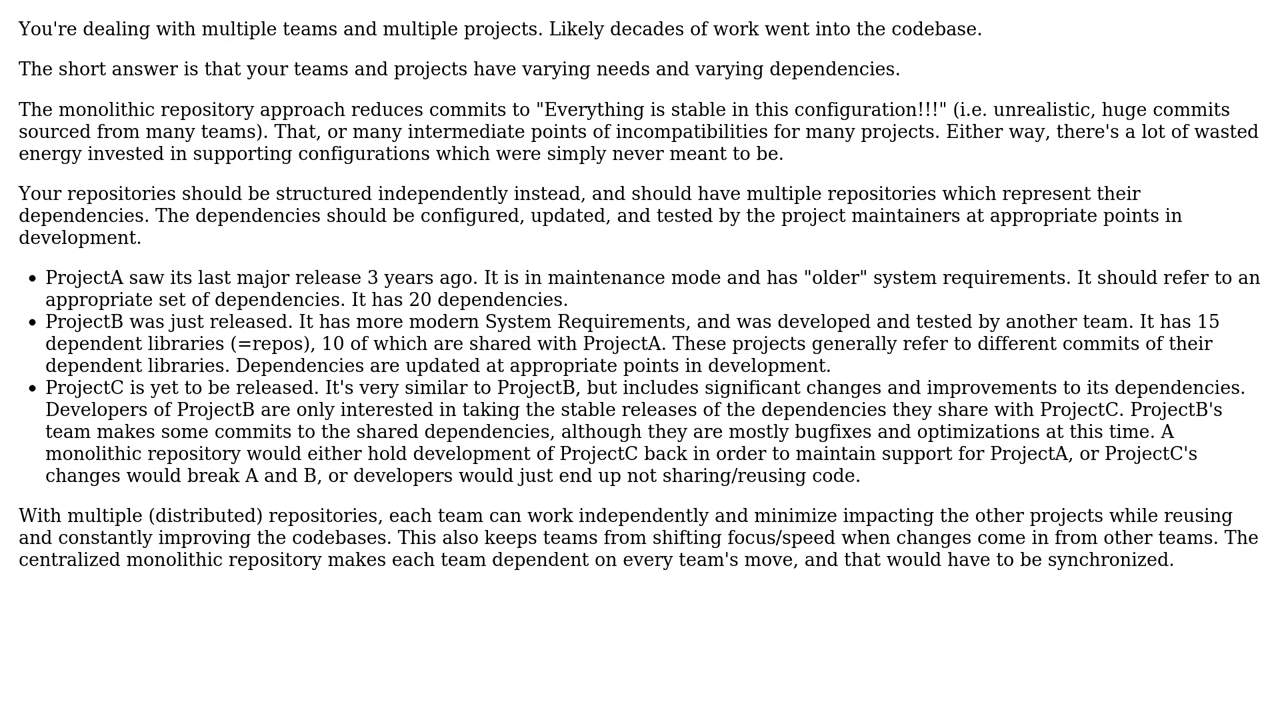 You're dealing with multiple teams and multiple projects. Likely decades of work went into the codebase.
The short answer is that your teams and projects have varying needs and varying dependencies.
The monolithic repository approach reduces commits to "Everything is stable in this configuration!!!" (i.e. unrealistic, huge commits
sourced from many teams). That, or many intermediate points of incompatibilities for many projects. Either way, there's a lot of wasted
energy invested in supporting configurations which were simply never meant to be.
Your repositories should be structured independently instead, and should have multiple repositories which represent their
dependencies. The dependencies should be configured, updated, and tested by the project maintainers at appropriate points in
development.
• ProjectA saw its last major release 3 years ago. It is in maintenance mode and has "older" system requirements. It should refer to an
appropriate set of dependencies. It has 20 dependencies.
• ProjectB was just released. It has more modern System Requirements, and was developed and tested by another team. It has 15
dependent libraries (=repos), 10 of which are shared with ProjectA. These projects generally refer to different commits of their
dependent libraries. Dependencies are updated at appropriate points in development.
• ProjectC is yet to be released. It's very similar to ProjectB, but includes significant changes and improvements to its dependencies.
Developers of ProjectB are only interested in taking the stable releases of the dependencies they share with ProjectC. ProjectB's
team makes some commits to the shared dependencies, although they are mostly bugfixes and optimizations at this time. A
monolithic repository would either hold development of ProjectC back in order to maintain support for ProjectA, or ProjectC's
changes would break A and B, or developers would just end up not sharing/reusing code.
With multiple (distributed) repositories, each team can work independently and minimize impacting the other projects while reusing
and constantly improving the codebases. This also keeps teams from shifting focus/speed when changes come in from other teams. The
centralized monolithic repository makes each team dependent on every team's move, and that would have to be synchronized.